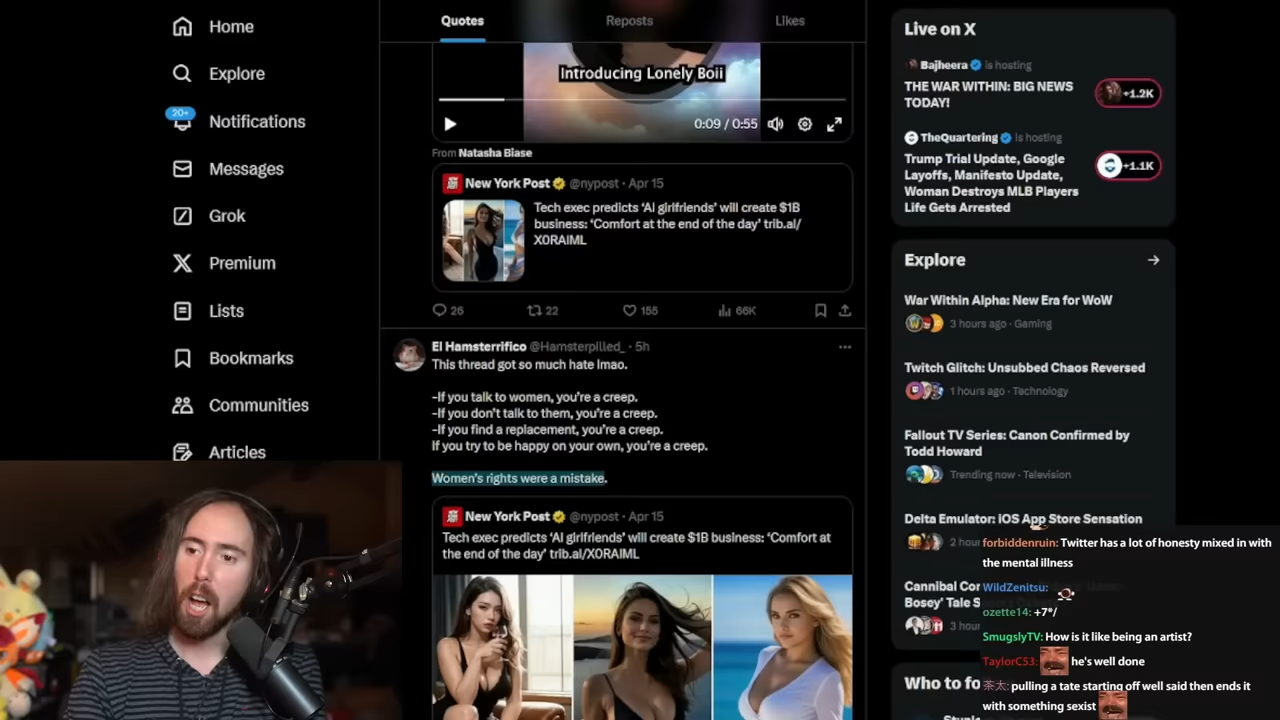 Home
Explore
20+
Notifications
Messages
Grok
Premium
Lists
Bookmarks
Communities
Articles
Quotes
Reposts
Likes
Introducing Lonely Boii
0:09 / 0:55
From Natasha Biase
New York Post @nypost · Apr 15
Tech exec predicts ‘AI girlfriends’ will create $1B
business: ‘Comfort at the end of the day’ trib.al/
X0RAIML
26
22
155
66K
El Hamsterrifico @Hamsterpilled_ · 5h
This thread got so much hate lmao.
-If you talk to women, you’re a creep.
-If you don’t talk to them, you’re a creep.
-If you find a replacement, you’re a creep.
If you try to be happy on your own, you’re a creep.
Women’s rights were a mistake.
New York Post @nypost · Apr 15
Tech exec predicts ‘AI girlfriends’ will create $1B business: ‘Comfort at
the end of the day’ trib.al/X0RAIML
Live on X
Bajheera is hosting
THE WAR WITHIN: BIG NEWS
TODAY!
+1.2K
TheQuartering is hosting
Trump Trial Update, Google
Layoffs, Manifesto Update,
Woman Destroys MLB Players
Life Gets Arrested
+1.1K
Explore
War Within Alpha: New Era for WoW
3 hours ago · Gaming
Twitch Glitch: Unsubbed Chaos Reversed
1 hours ago · Technology
Fallout TV Series: Canon Confirmed by
Todd Howard
Trending now · Television
Delta Emulator: iOS App Store Sensation
2 hour
Cannibal
Bosey’ Tale
3 hour
Who to
forbiddenruin: Twitter has a lot of honesty mixed in with
the mental illness
WildZenitsu:
ozette14: +7*/
SmugslyTV: How is it like being an artist?
TaylorC53: he's well done
茶太: pulling a tate starting off well said then ends it
with something sexist